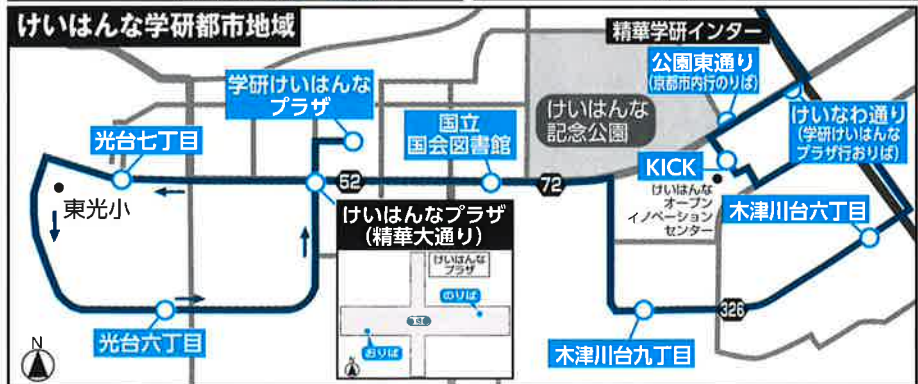 けいはんな学研都市地域
精華学研インター
公園東通り
(京都市内行のりば)
学研けいはんな
プラザ
けいはんな
記念公園
けいなわ通り
(学研けいはんな
プラザ行おりば)
国立
国会図書館
光台七丁目
KICK
けいはんな
オープン
イノベーション
センター
52
72
東光小
けいはんなプラザ
(精華大通り)
木津川台六丁目
けいはんな
プラザ
のりば
おりば
光台六丁目
326
木津川台九丁目
N
N